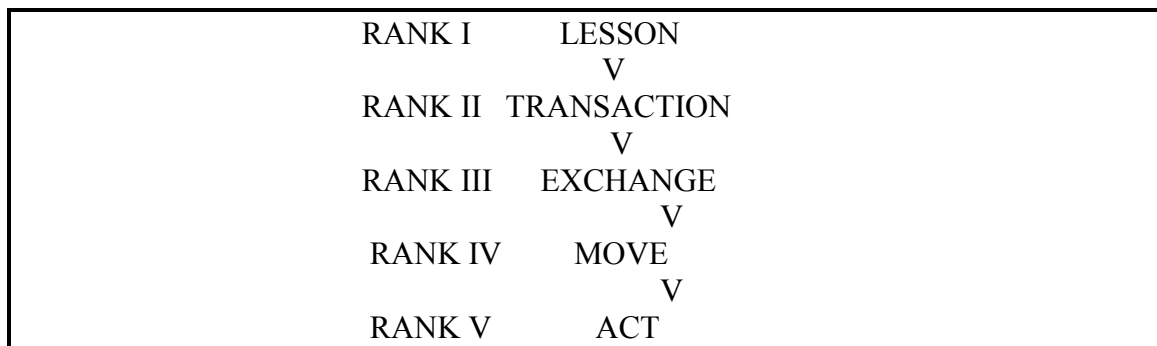 RANK I LESSON
V
RANK II TRANSACTION
V
RANK III EXCHANGE
V
RANK IV MOVE
V
RANK V ACT